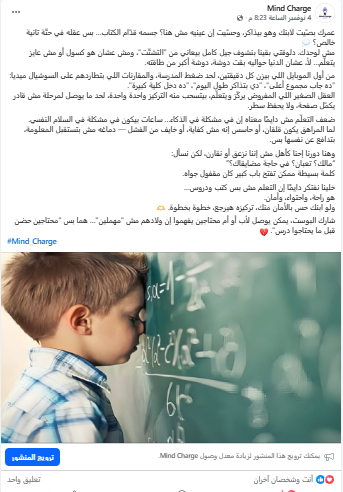 Mind Charge
4 نوفمبر الساعة 8:23 م
عمرك بصّيت لابنك وهو بيذاكر، وحسّيت إن عينيه مش هنا؟ جسمه قدّام الكتاب... بس عقله في حتّة تانية
خالص؟
مش لوحدك. دلوقتي بقينا بنشوف جيل كامل بيعاني من "التشتّت"، ومش عشان هو كسول أو مش عايز
يتعلّم... لأ، عشان الدنيا حواليه بقت دوشة، دوشة أكبر من طاقته.
من أول الموبايل اللي بيزن كل دقيقتين، لحد ضغط المدرسة، والمقارنات اللي بتطاردهم على السوشيال ميديا:
"ده جاب مجموع أعلى"، "دي بتذاكر طول اليوم"، "ده دخل كلية كبيرة".
العقل الصغير اللي المفروض يركّز ويتعلّم، بيتسحب منه التركيز واحدة واحدة، لحد ما يوصل لمرحلة مش قادر
يكمّل صفحة، ولا يحفظ سطر.
ضعف التعلّم مش دايمًا معناه إن في مشكلة في الذكاء.. ساعات بيكون في مشكلة في السلام النفسي.
لما المراهق يكون قلقان، أو حاسس إنه مش كفاية، أو خايف من الفشل — دماغه مش بتستقبل المعلومة،
بتدافع عن نفسها بس.
وهنا دورنا إحنا كأهل مش إننا نزعق أو نقارن، لكن نسأل:
"مالك؟ تعبان؟ في حاجة مضايقاك؟"
كلمة بسيطة ممكن تفتح باب كبير كان مقفول جواه.
خلينا نفتكر دايمًا إن التعلم مش بس كتب ودروس...
هو راحة، واحتواء، وأمان.
ولو ابنك حس بالأمان منك، تركيزه هيرجع، خطوة بخطوة.
شارك البوست، يمكن يوصل لأب أو أم محتاجين يفهموا إن ولادهم مش "مهملين"... هما بس "محتاجين حضن
قبل ما يحتاجوا درس".
#Mind Charge
يمكنك ترويج هذا المنشور لزيادة معدل وصول Mind Charge.
ترويج المنشور
أنت وشخصان آخران
تعليق واحد